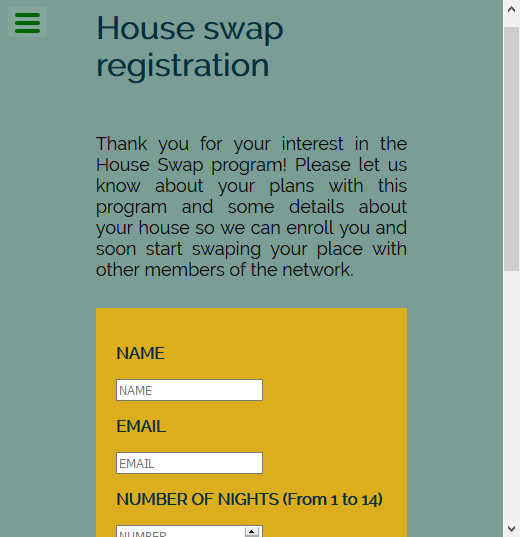 House swap
registration
Thank you for your interest in the
House Swap program! Please let us
know about your plans with this
program and some details about
your house so we can enroll you and
soon start swaping your place with
other members of the network.
NAME
NAME
EMAIL
EMAIL
NUMBER OF NIGHTS (From 1 to 14)
NUMBER